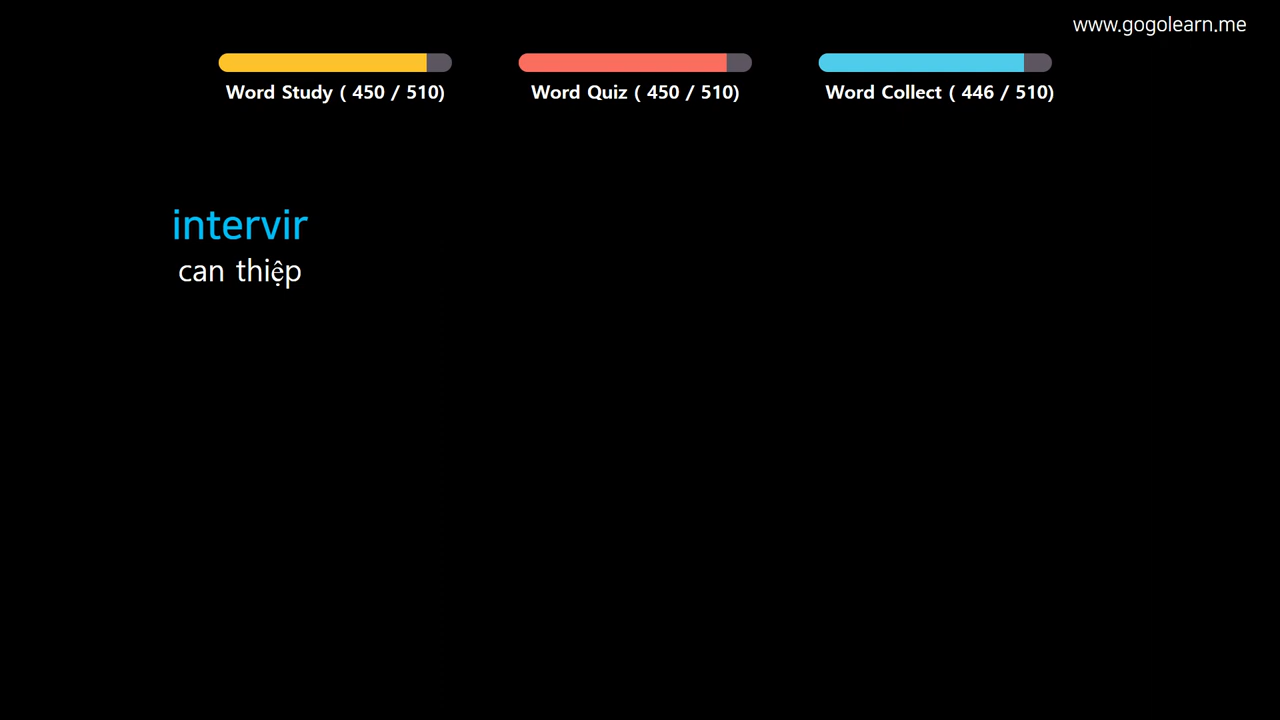 www.gogolearn.me
Word Study ( 450 / 510)
Word Quiz ( 450 / 510)
Word Collect ( 446 / 510)
intervir
can thiệp